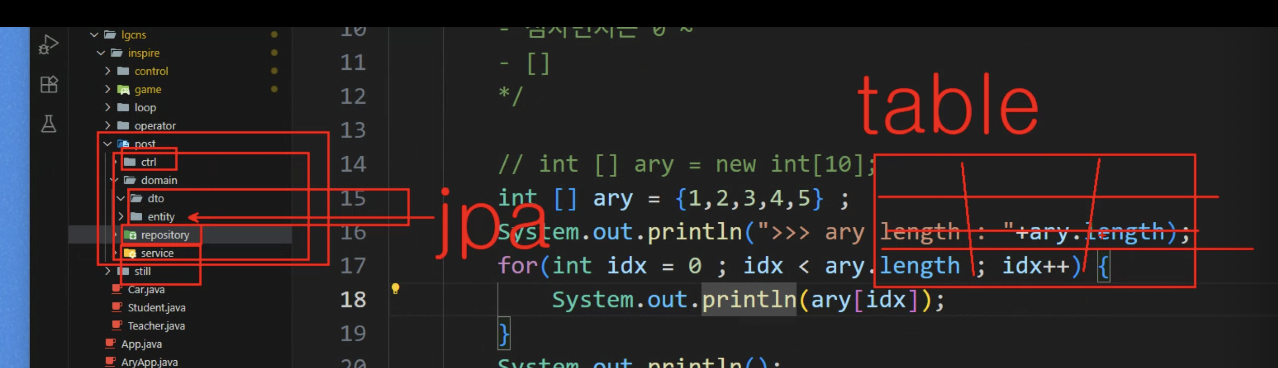 lgcns
inspire
control
game
loop
operator
post
ctrl
domain
dto
entity
repository
service
still
Car.java
Student.java
Teacher.java
App.java
AryApp.java
10
11 - []
12 */
13
14 // int [] ary = new int[10];
15 int [] ary = {1,2,3,4,5} ;
16 System.out.println(">>> ary length : "+ary.length);
17 for(int idx = 0 ; idx < ary.length ; idx++) {
18 System.out.println(ary[idx]);
19 }
20 System.out.println();
jpa
table